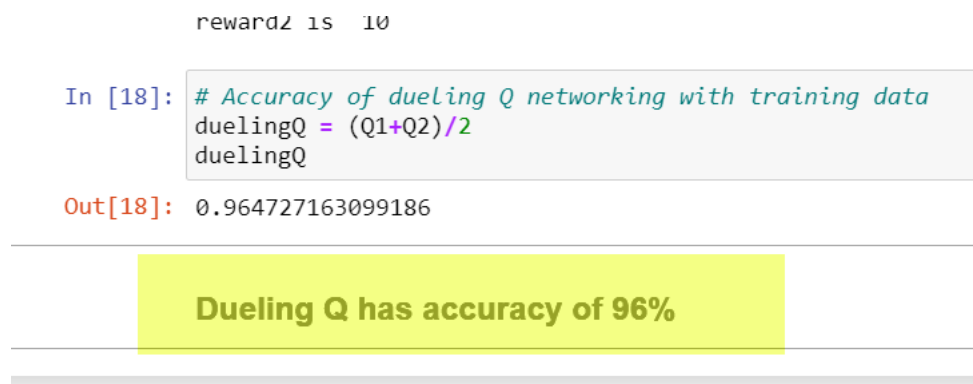 reward2 is 10
In [18]: # Accuracy of dueling Q networking with training data
duelingQ = (Q1+Q2)/2
duelingQ
Out[18]: 0.964727163099186
Dueling Q has accuracy of 96%